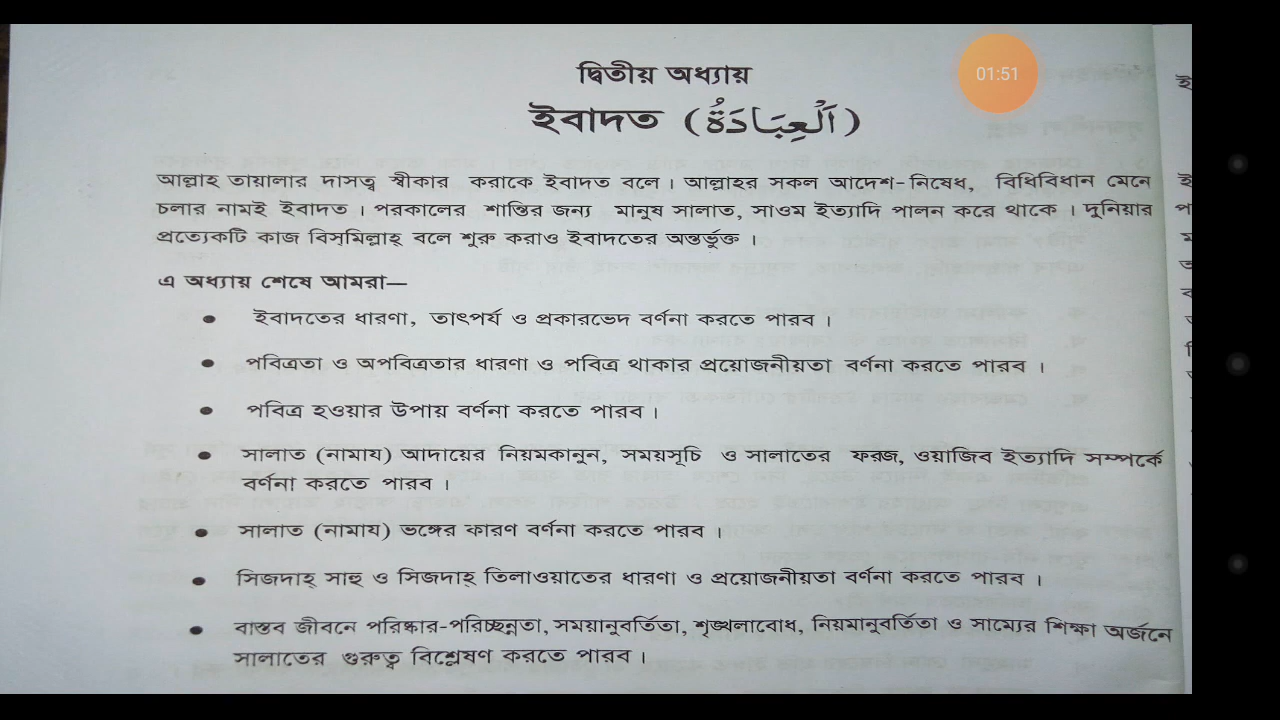 01:51
দ্বিতীয় অধ্যায়
ইবাদত (اَلْعِبَادَةُ)
আল্লাহ তায়ালার দাসত্ব স্বীকার করাকে ইবাদত বলে। আল্লাহর সকল আদেশ-নিষেধ, বিধিবিধান মেনে
চলার নামই ইবাদত। পরকালের শান্তির জন্য মানুষ সালাত, সাওম ইত্যাদি পালন করে থাকে। দুনিয়ার
প্রত্যেকটি কাজ বিসমিল্লাহ্ বলে শুরু করাও ইবাদতের অন্তর্ভুক্ত।
এ অধ্যায় শেষে আমরা—
● ইবাদতের ধারণা, তাৎপর্য ও প্রকারভেদ বর্ণনা করতে পারব।
● পবিত্রতা ও অপবিত্রতার ধারণা ও পবিত্র থাকার প্রয়োজনীয়তা বর্ণনা করতে পারব।
● পবিত্র হওয়ার উপায় বর্ণনা করতে পারব।
● সালাত (নামায) আদায়ের নিয়মকানুন, সময়সূচি ও সালাতের ফরজ, ওয়াজিব ইত্যাদি সম্পর্কে
বর্ণনা করতে পারব।
● সালাত (নামায) ভঙ্গের কারণ বর্ণনা করতে পারব।
● সিজদাহ্ সাহু ও সিজদাহ্ তিলাওয়াতের ধারণা ও প্রয়োজনীয়তা বর্ণনা করতে পারব।
● বাস্তব জীবনে পরিষ্কার-পরিচ্ছন্নতা, সময়ানুবর্তিতা, শৃঙ্খলাবোধ, নিয়মানুবর্তিতা ও সাম্যের শিক্ষা অর্জনে
সালাতের গুরুত্ব বিশ্লেষণ করতে পারব।